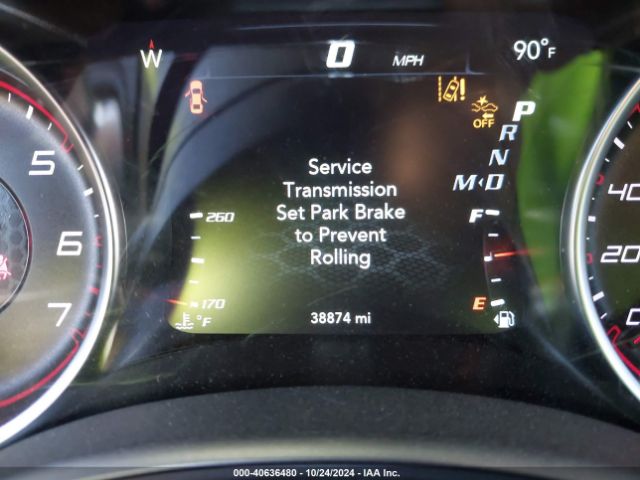 W 0 MPH 90°F
OFF
P
R
N
M<D
Service
Transmission
Set Park Brake
to Prevent
Rolling
260 F
170 E
°F 38874 mi
5
6
7
40
20
0
000-40636480 - 10/24/2024 - IAA Inc.